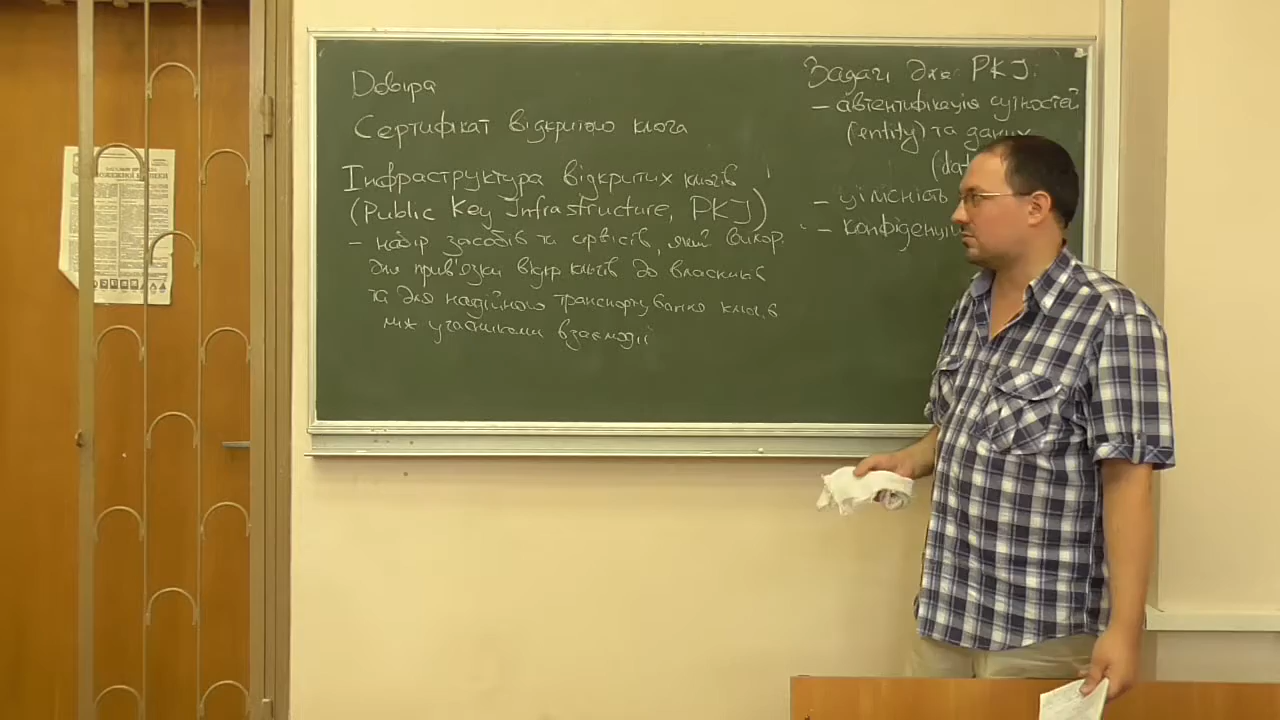 Довіра
Сертифікат відкритого ключа
Інфраструктура відкритих ключів
(Public Key Infrastructure, PKI)
– набір засобів та сервісів, який викор.
для прив'язки відкр ключів до власників
та для надійного транспортування ключів
між учасниками взаємодії
Задачі для PKI:
– автентифікація сутностей
(entity) та даних
(dat
– цілісність
– конфіденцій